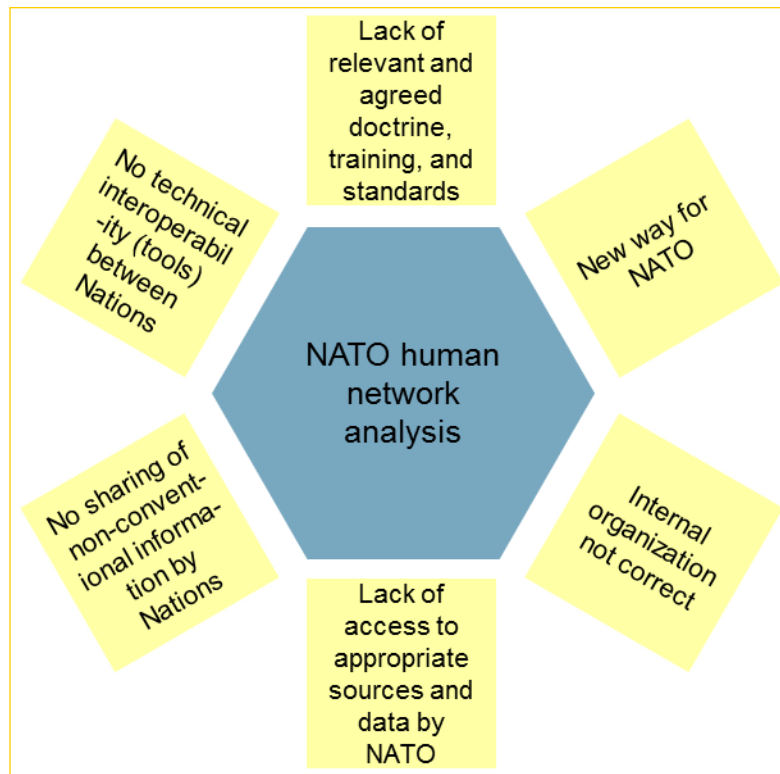 Lack of
relevant and
agreed
doctrine,
training, and
standards
No technical
interoperabil
-ity (tools)
between
Nations
New way for
NATO
NATO human
network
analysis
No sharing of
non-convent-
ional informa-
tion by
Nations
Internal
organization
not correct
Lack of
access to
appropriate
sources and
data by
NATO